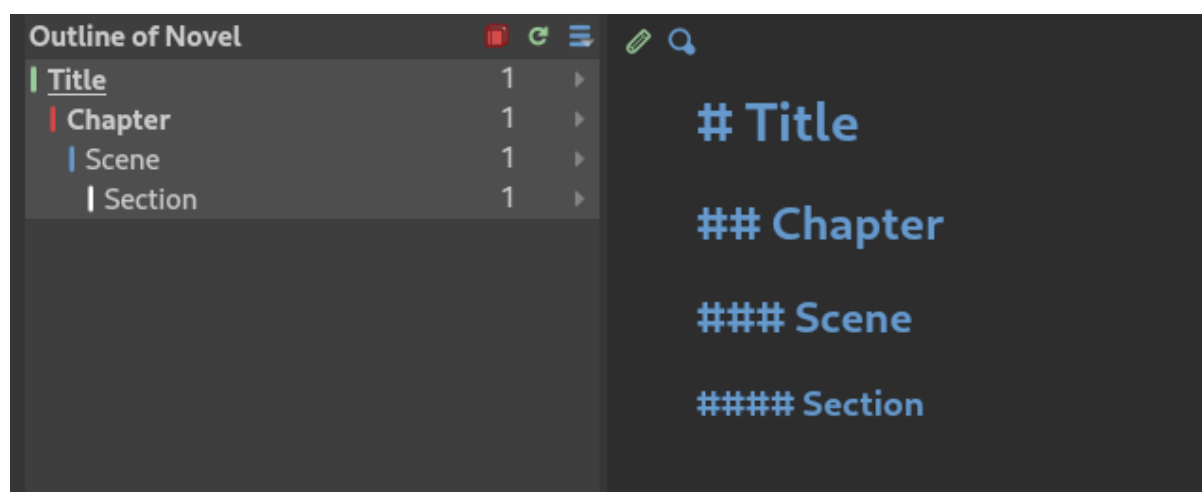 Outline of Novel
Title 1
Chapter 1
Scene 1
Section 1
# Title
## Chapter
### Scene
#### Section